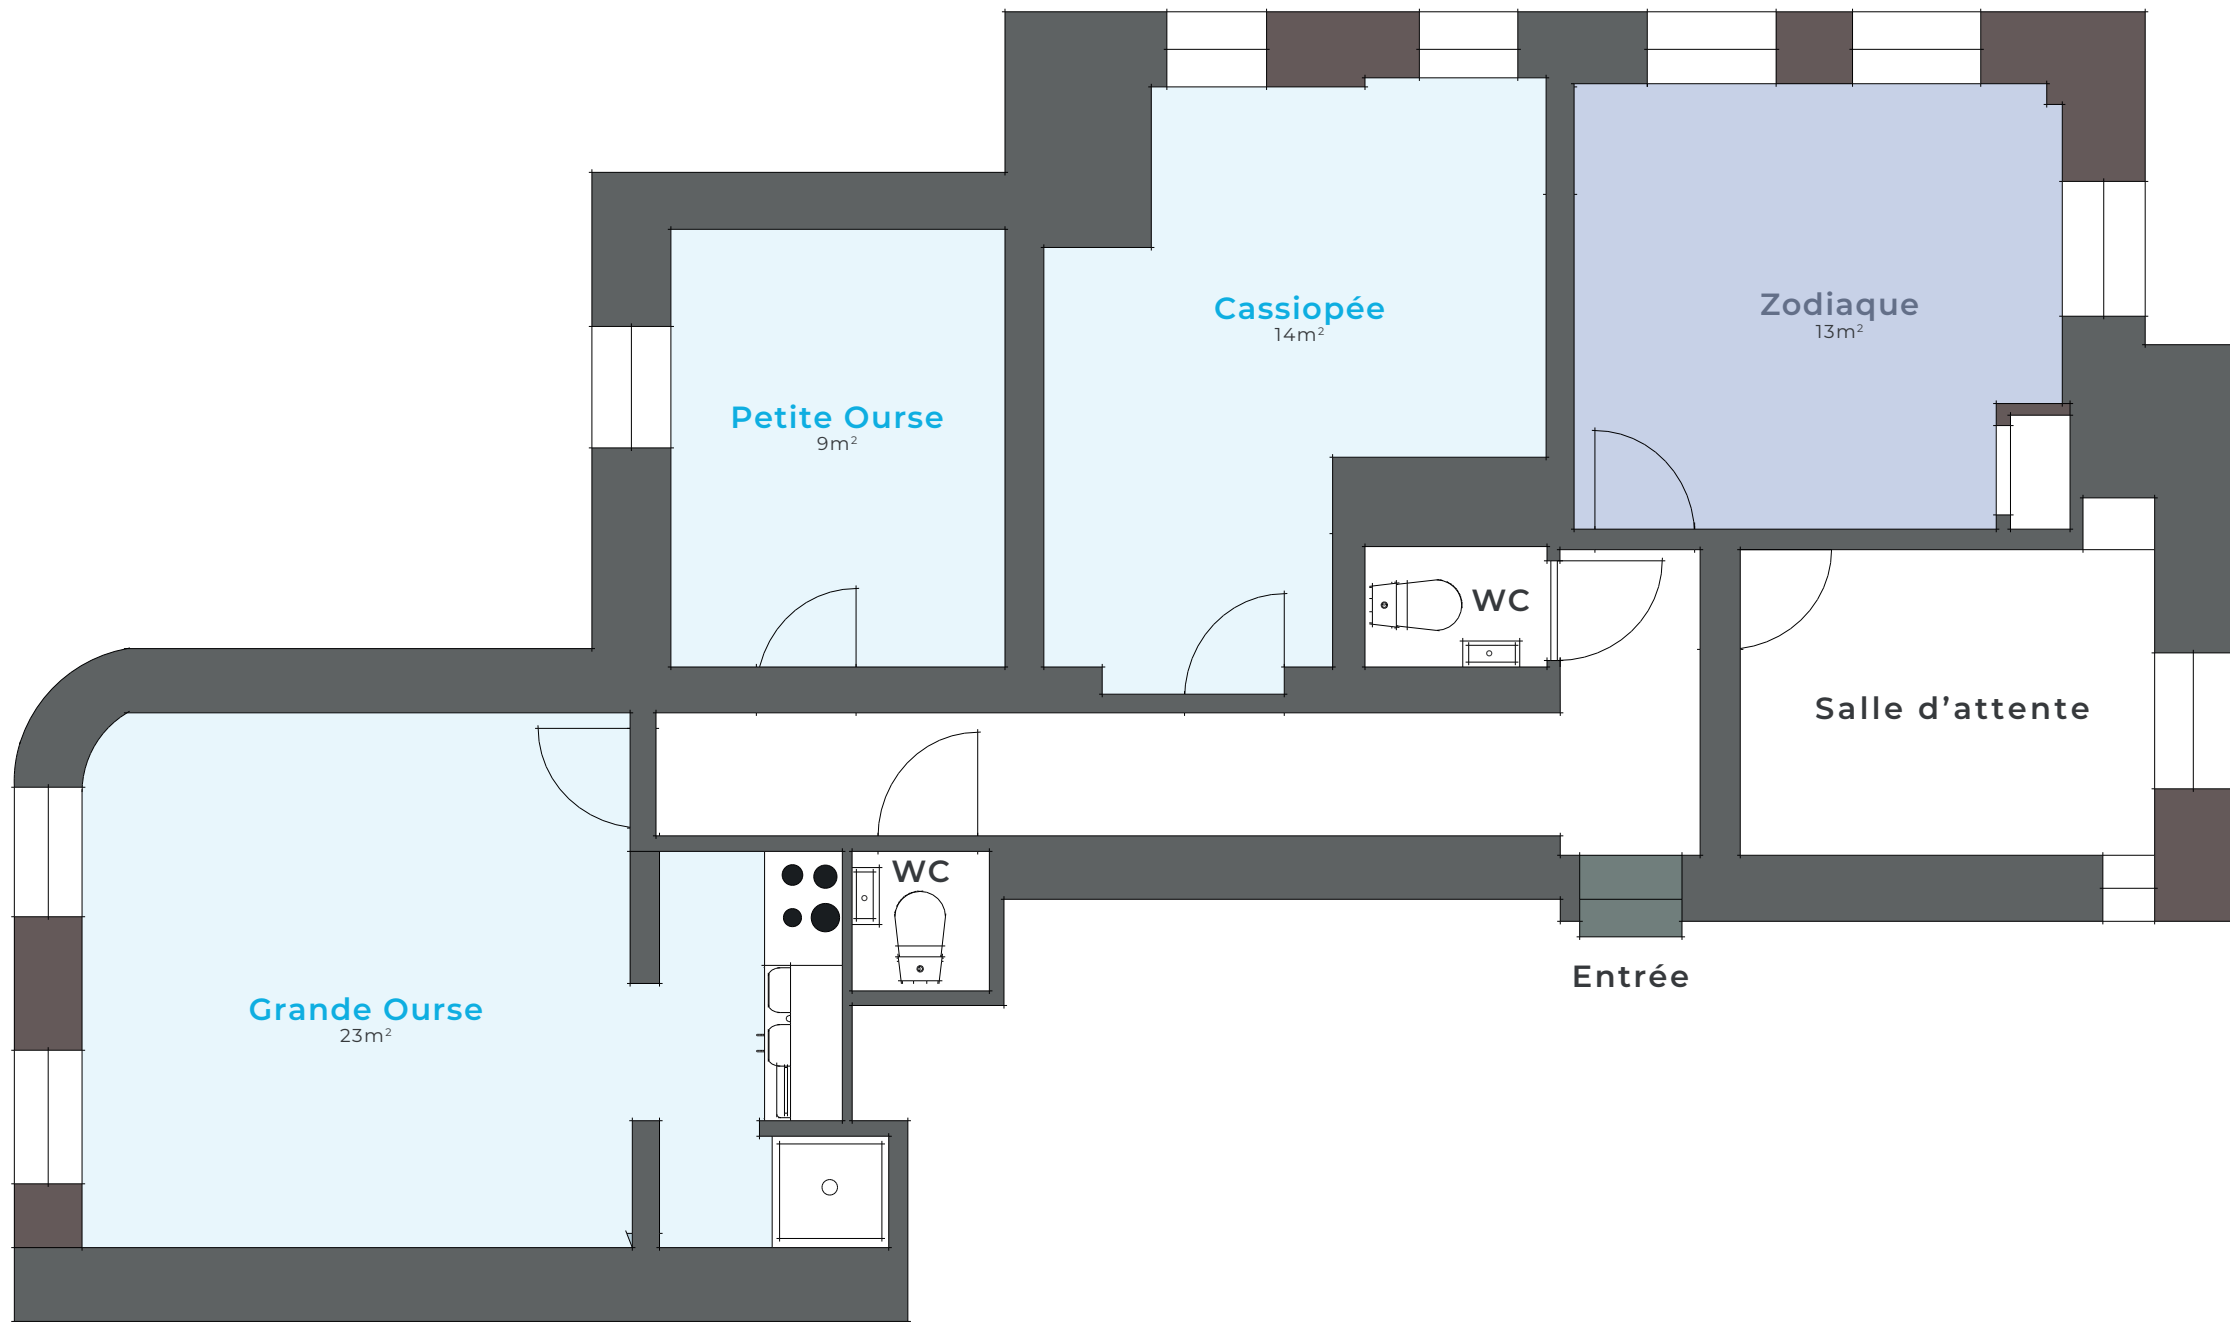 Zodiaque
13m²
Cassiopée
14m²
Petite Ourse
9m²
WC
Salle d’attente
WC
Entrée
Grande Ourse
23m²